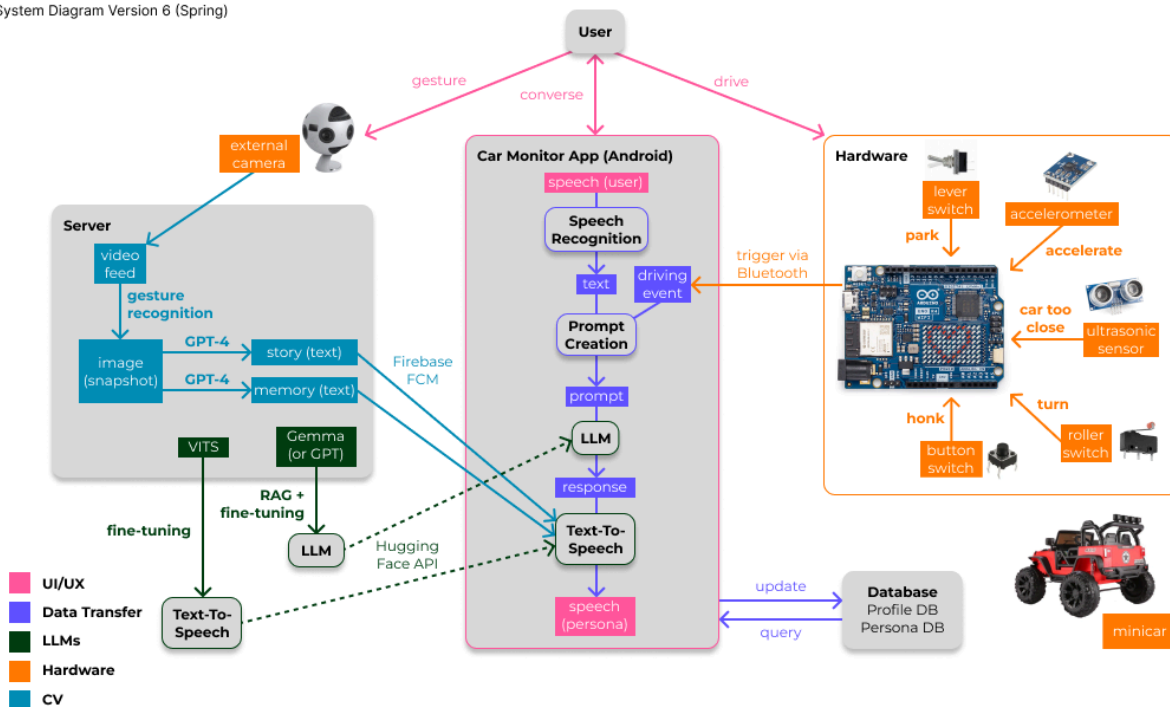 System Diagram Version 6 (Spring)
User
gesture
converse
drive
external
camera
Server
video
feed
gesture
recognition
image
(snapshot)
GPT-4
story (text)
GPT-4
memory (text)
Firebase
FCM
VITS
Gemma
(or GPT)
RAG +
fine-tuning
fine-tuning
LLM
Hugging
Face API
Text-To-
Speech
Car Monitor App (Android)
speech (user)
Speech
Recognition
text
driving
event
Prompt
Creation
prompt
LLM
response
Text-To-
Speech
speech
(persona)
trigger via
Bluetooth
Hardware
lever
switch
accelerometer
park
accelerate
ARDUINO
car too
close
ultrasonic
sensor
honk
turn
button
switch
roller
switch
update
query
Database
Profile DB
Persona DB
minicar
UI/UX
Data Transfer
LLMs
Hardware
CV